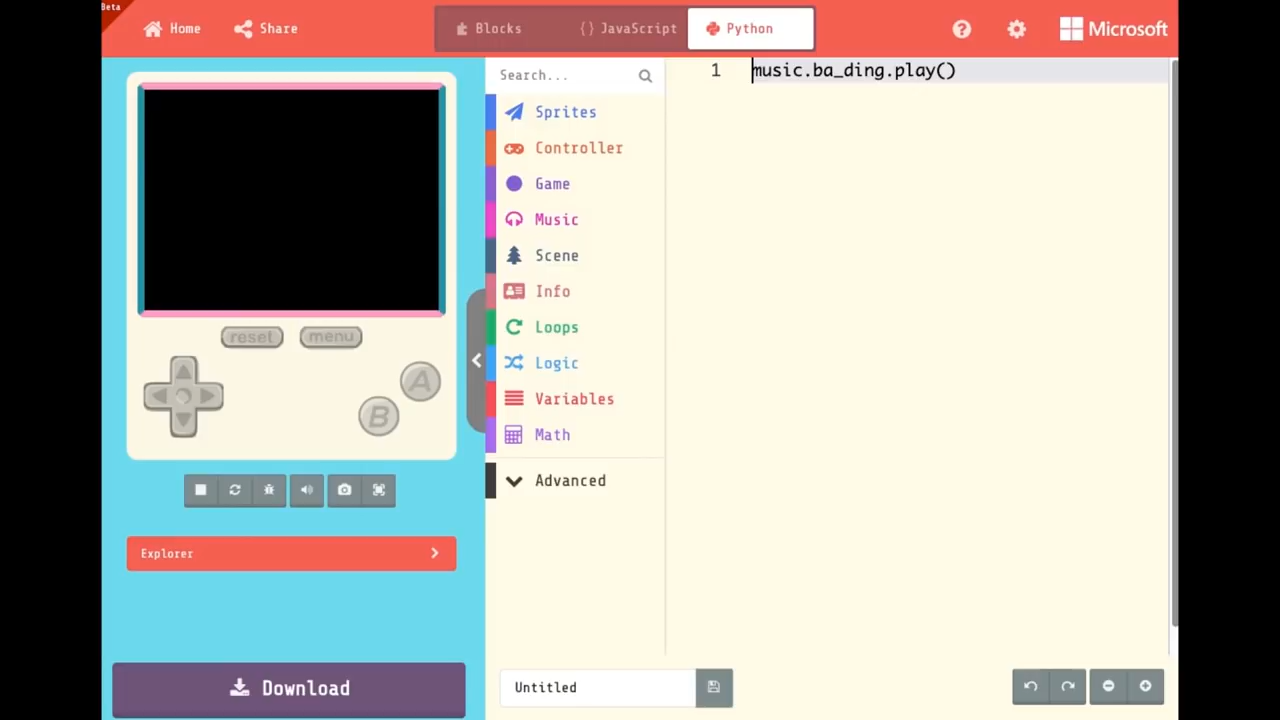 Beta
Home
Share
Blocks
{} JavaScript
Python
Microsoft
Search...
1 music.ba_ding.play()
Sprites
Controller
Game
Music
Scene
Info
Loops
Logic
Variables
Math
Advanced
reset
menu
A
B
Explorer
Download
Untitled